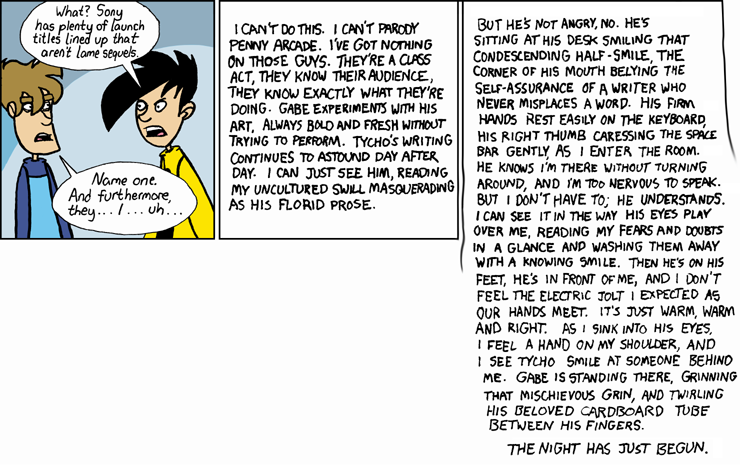 What? Sony
has plenty of launch
titles lined up that
aren't lame sequels.
Name one.
And furthermore,
they... I... uh...
I CAN'T DO THIS. I CAN'T PARODY
PENNY ARCADE. I'VE GOT NOTHING
ON THOSE GUYS. THEY'RE A CLASS
ACT, THEY KNOW THEIR AUDIENCE,
THEY KNOW EXACTLY WHAT THEY'RE
DOING. GABE EXPERIMENTS WITH HIS
ART, ALWAYS BOLD AND FRESH WITHOUT
TRYING TO PERFORM. TYCHO'S WRITING
CONTINUES TO ASTOUND DAY AFTER
DAY. I CAN JUST SEE HIM, READING
MY UNCULTURED SWILL MASQUERADING
AS HIS FLORID PROSE.
BUT HE'S NOT ANGRY, NO. HE'S
SITTING AT HIS DESK SMILING THAT
CONDESCENDING HALF-SMILE, THE
CORNER OF HIS MOUTH BELYING THE
SELF-ASSURANCE OF A WRITER WHO
NEVER MISPLACES A WORD. HIS FIRM
HANDS REST EASILY ON THE KEYBOARD,
HIS RIGHT THUMB CARESSING THE SPACE
BAR GENTLY, AS I ENTER THE ROOM.
HE KNOWS I'M THERE WITHOUT TURNING
AROUND, AND I'M TOO NERVOUS TO SPEAK.
BUT I DON'T HAVE TO; HE UNDERSTANDS.
I CAN SEE IT IN THE WAY HIS EYES PLAY
OVER ME, READING MY FEARS AND DOUBTS
IN A GLANCE AND WASHING THEM AWAY
WITH A KNOWING SMILE. THEN HE'S ON HIS
FEET, HE'S IN FRONT OF ME, AND I DON'T
FEEL THE ELECTRIC JOLT I EXPECTED AS
OUR HANDS MEET. IT'S JUST WARM, WARM
AND RIGHT. AS I SINK INTO HIS EYES,
I FEEL A HAND ON MY SHOULDER, AND
I SEE TYCHO SMILE AT SOMEONE BEHIND
ME. GABE IS STANDING THERE, GRINNING
THAT MISCHIEVOUS GRIN, AND TWIRLING
HIS BELOVED CARDBOARD TUBE
BETWEEN HIS FINGERS.
THE NIGHT HAS JUST BEGUN.